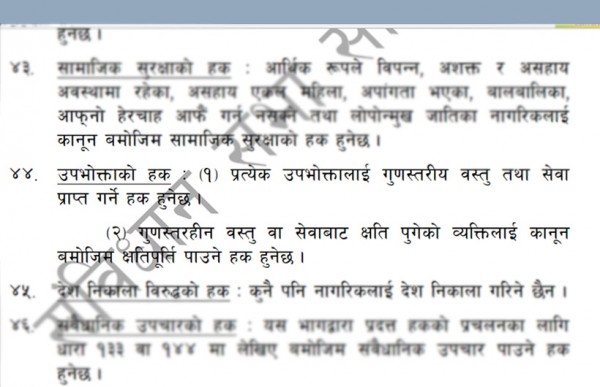 हुनेछ ।
४३. सामाजिक सुरक्षाको हक : आर्थिक रूपले विपन्न, अशक्त र असहाय
अवस्थामा रहेका, असहाय एकल महिला, अपांगता भएका, बालबालिका,
आफ्नो हेरचाह आफैं गर्न नसक्ने तथा लोपोन्मुख जातिका नागरिकलाई
कानून बमोजिम सामाजिक सुरक्षाको हक हुनेछ ।
४४. उपभोक्ताको हक : (१) प्रत्येक उपभोक्तालाई गुणस्तरीय वस्तु तथा सेवा
प्राप्त गर्ने हक हुनेछ ।
(२) गुणस्तरहीन वस्तु वा सेवाबाट क्षति पुगेको व्यक्तिलाई कानून
बमोजिम क्षतिपूर्ति पाउने हक हुनेछ ।
४५. देश निकाला विरुद्धको हक : कुनै पनि नागरिकलाई देश निकाला गरिने छैन ।
४६. संवैधानिक उपचारको हक : यस भागद्वारा प्रदत्त हकको प्रचलनका लागि
धारा १३३ वा १४४ मा लेखिए बमोजिम संवैधानिक उपचार पाउने हक
हुनेछ ।
संविधान सभा,